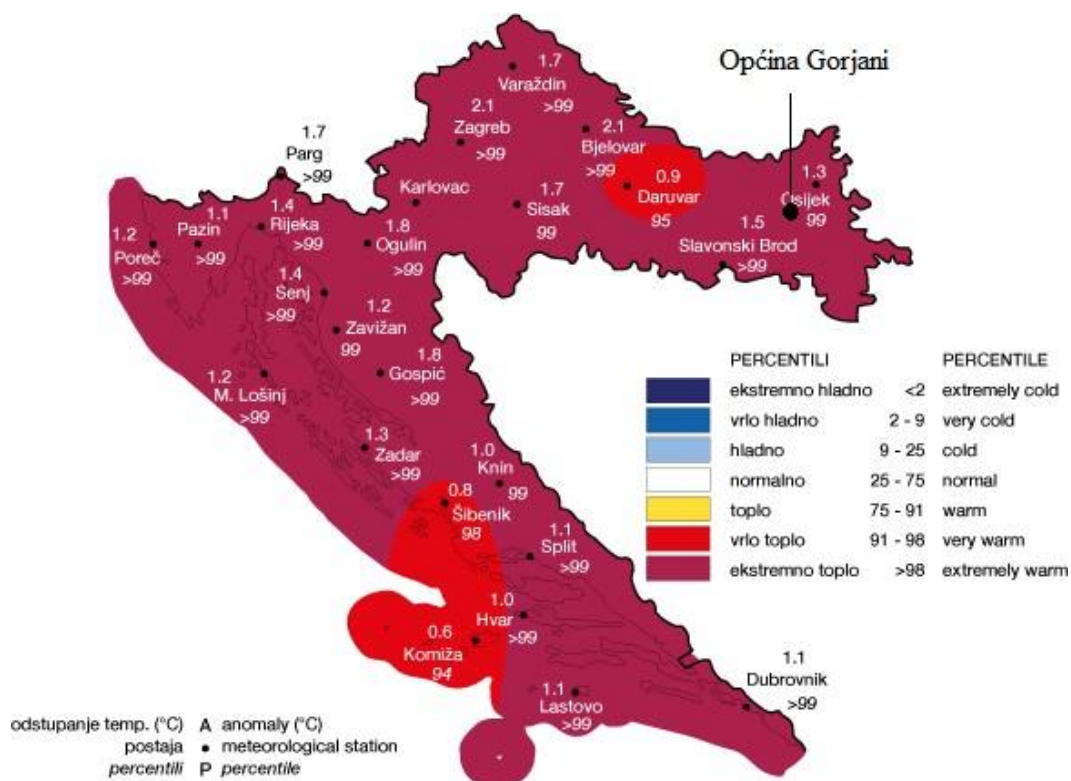 Općina Gorjani
1.7
Varaždin
>99
2.1
Zagreb
>99
2.1
Bjelovar
>99
1.7
Parg
>99
0.9
Daruvar
95
1.3
Osijek
99
Karlovac
1.7
Sisak
99
1.5
Slavonski Brod
>99
1.2
Poreč
>99
1.1
Pazin
>99
1.4
Rijeka
>99
1.8
Ogulin
>99
1.4
Senj
>99
1.2
Zavižan
99
1.8
Gospić
>99
1.2
M. Lošinj
>99
1.3
Zadar
>99
1.0
Knin
99
0.8
Šibenik
98
1.1
Split
>99
1.0
Hvar
>99
0.6
Komiža
94
1.1
Lastovo
>99
1.1
Dubrovnik
>99
PERCENTILI PERCENTILE
ekstremno hladno <2 extremely cold
vrlo hladno 2 - 9 very cold
hladno 9 - 25 cold
normalno 25 - 75 normal
toplo 75 - 91 warm
vrlo toplo 91 - 98 very warm
ekstremno toplo >98 extremely warm
odstupanje temp. (°C) A anomaly (°C)
postaja • meteorological station
percentili P percentile